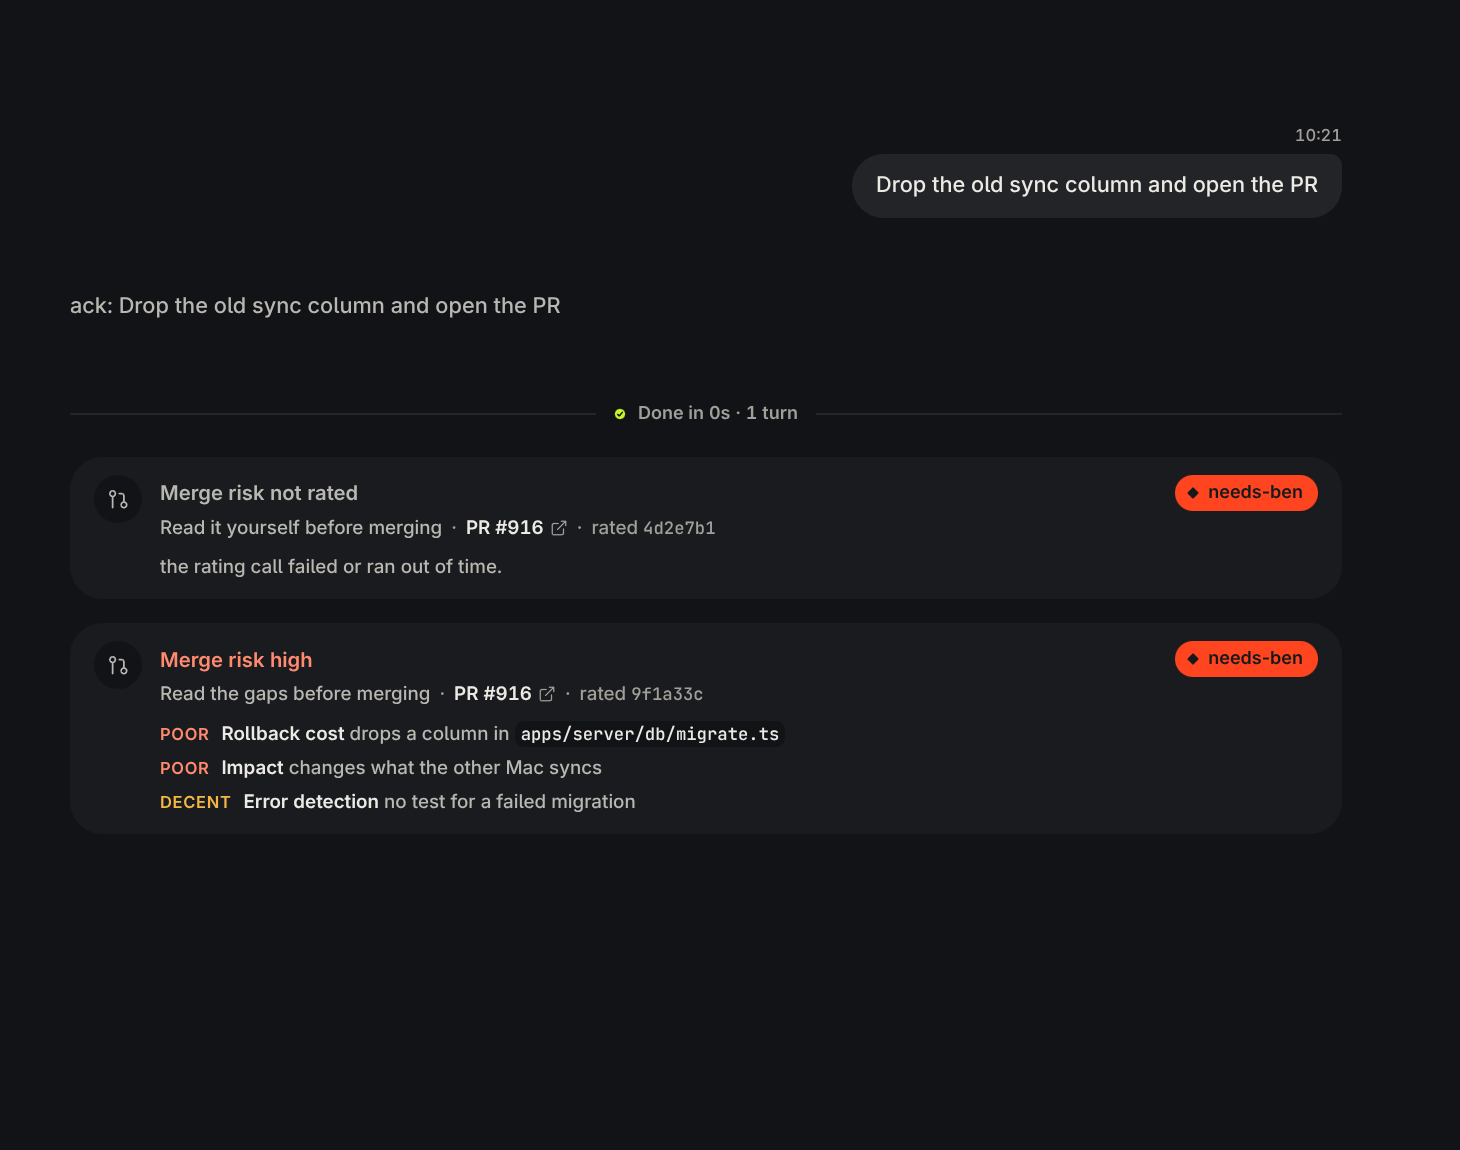 10:21
Drop the old sync column and open the PR
ack: Drop the old sync column and open the PR
Done in 0s · 1 turn
Merge risk not rated
needs-ben
Read it yourself before merging · PR #916 · rated 4d2e7b1
the rating call failed or ran out of time.
Merge risk high
needs-ben
Read the gaps before merging · PR #916 · rated 9f1a33c
POOR Rollback cost drops a column in apps/server/db/migrate.ts
POOR Impact changes what the other Mac syncs
DECENT Error detection no test for a failed migration